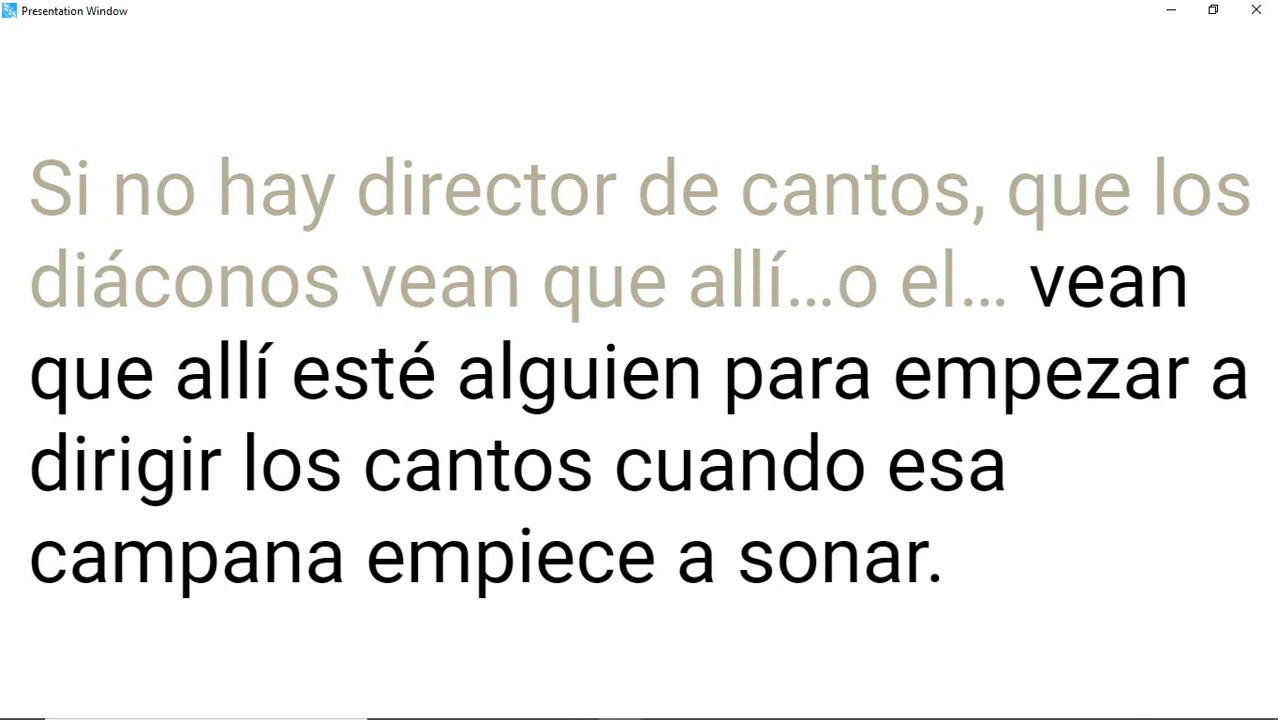 Presentation Window
Si no hay director de cantos, que los
diáconos vean que allí...o el... vean
que allí esté alguien para empezar a
dirigir los cantos cuando esa
campana empiece a sonar.